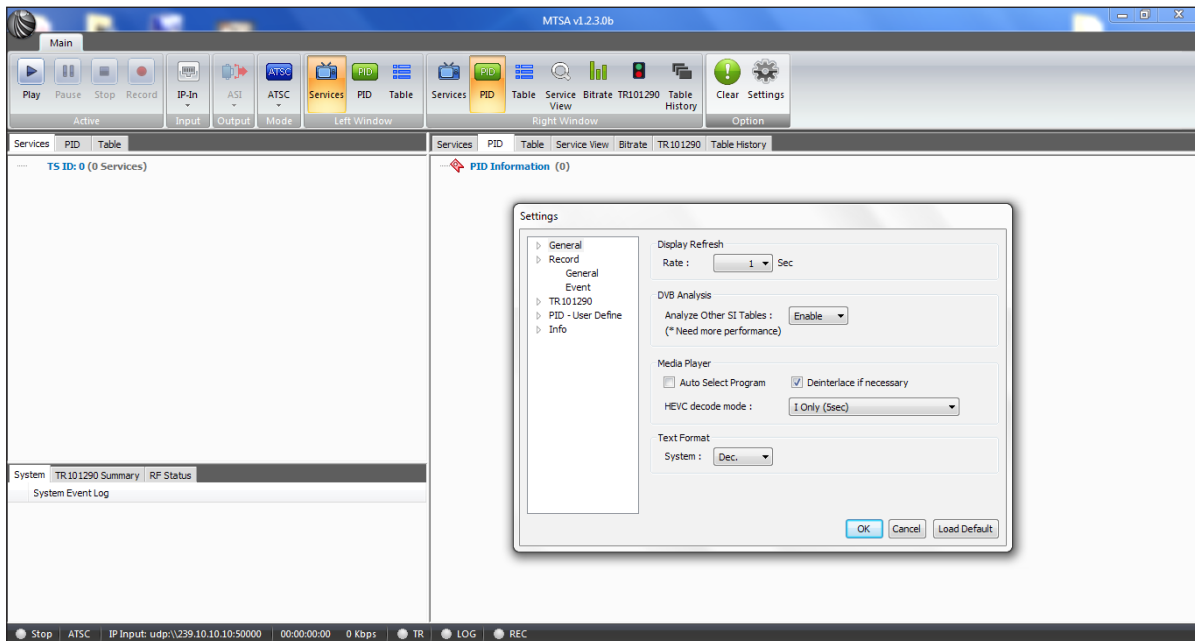 MTSA v1.2.3.0b
Main
Play Pause Stop Record IP-In ASI ATSC Services PID Table Services PID Table Service View Bitrate TR101290 Table History Clear Settings
ATSC PID PID
Active Input Output Mode Left Window Right Window Option
Services PID Table
Services PID Table Service View Bitrate TR101290 Table History
TS ID: 0 (0 Services)
PID Information (0)
Settings
General
Record
General
Event
TR101290
PID - User Define
Info
Display Refresh
Rate : 1 Sec
DVB Analysis
Analyze Other SI Tables : Enable
(* Need more performance)
Media Player
Auto Select Program Deinterlace if necessary
HEVC decode mode : I Only (5sec)
Text Format
System : Dec.
OK Cancel Load Default
System TR101290 Summary RF Status
System Event Log
Stop ATSC IP Input: udp:\\239.10.10.10:50000 00:00:00:00 0 Kbps TR LOG REC